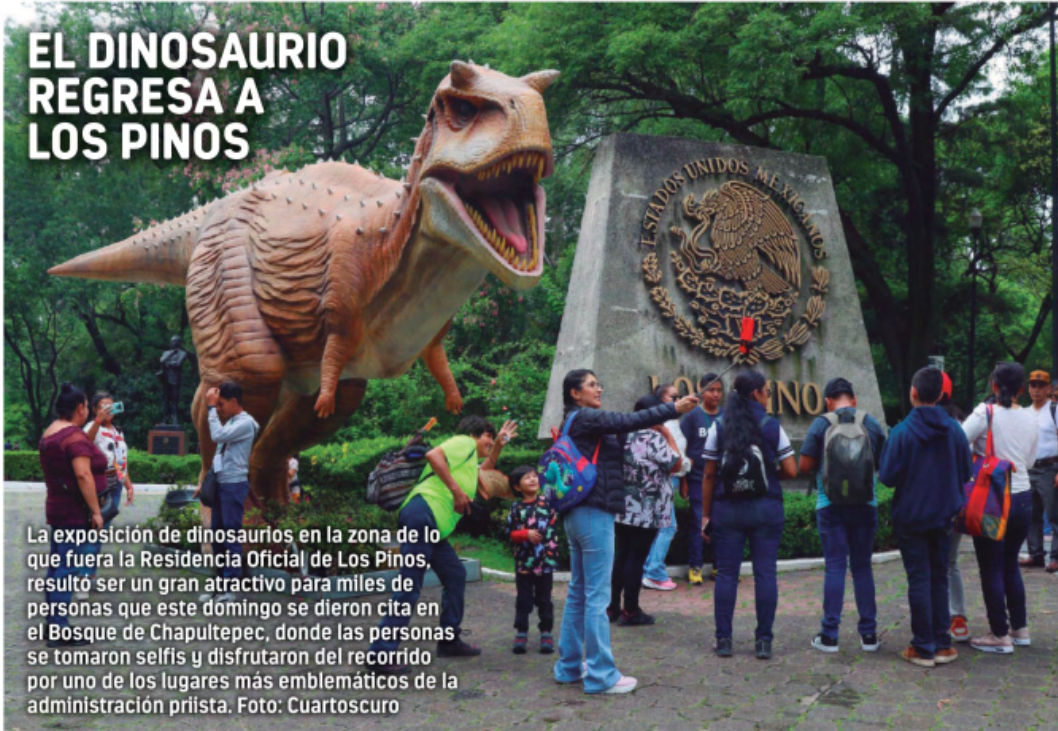 EL DINOSAURIO
REGRESA A
LOS PINOS
ESTADOS UNIDOS MEXICANOS
LOS PINO
La exposición de dinosaurios en la zona de lo
que fuera la Residencia Oficial de Los Pinos,
resultó ser un gran atractivo para miles de
personas que este domingo se dieron cita en
el Bosque de Chapultepec, donde las personas
se tomaron selfis y disfrutaron del recorrido
por uno de los lugares más emblemáticos de la
administración priista. Foto: Cuartoscuro